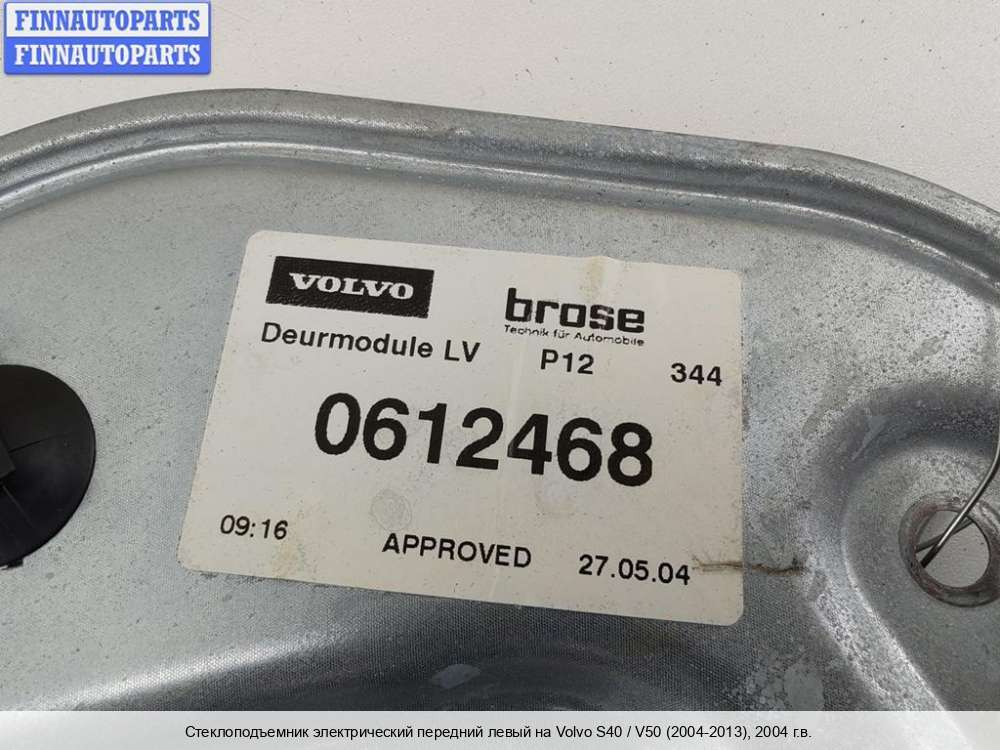 FINNAUTOPARTS
FINNAUTOPARTS
VOLVO
brose
Technik für Automobile
Deurmodule LV
P12
344
0612468
09:16
APPROVED
27.05.04
Стеклоподъемник электрический передний левый на Volvo S40 / V50 (2004-2013), 2004 г.в.